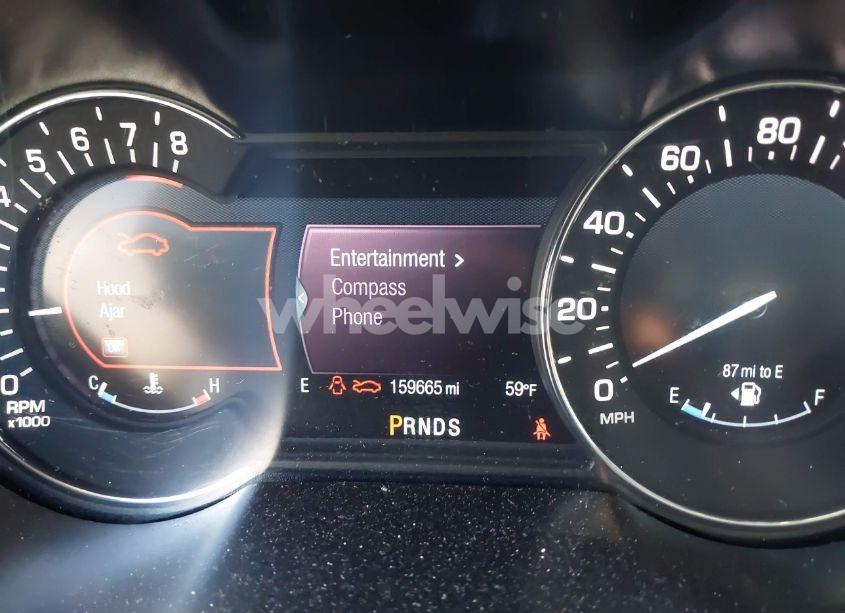 4 5 6 7 8
0
RPM
x1000
Hood
Ajar
OK
C H
Entertainment >
Compass
Phone
E 159665 mi 59°F
PRNDS
0 20 40 60 80
MPH
87 mi to E
E F
wheelwise